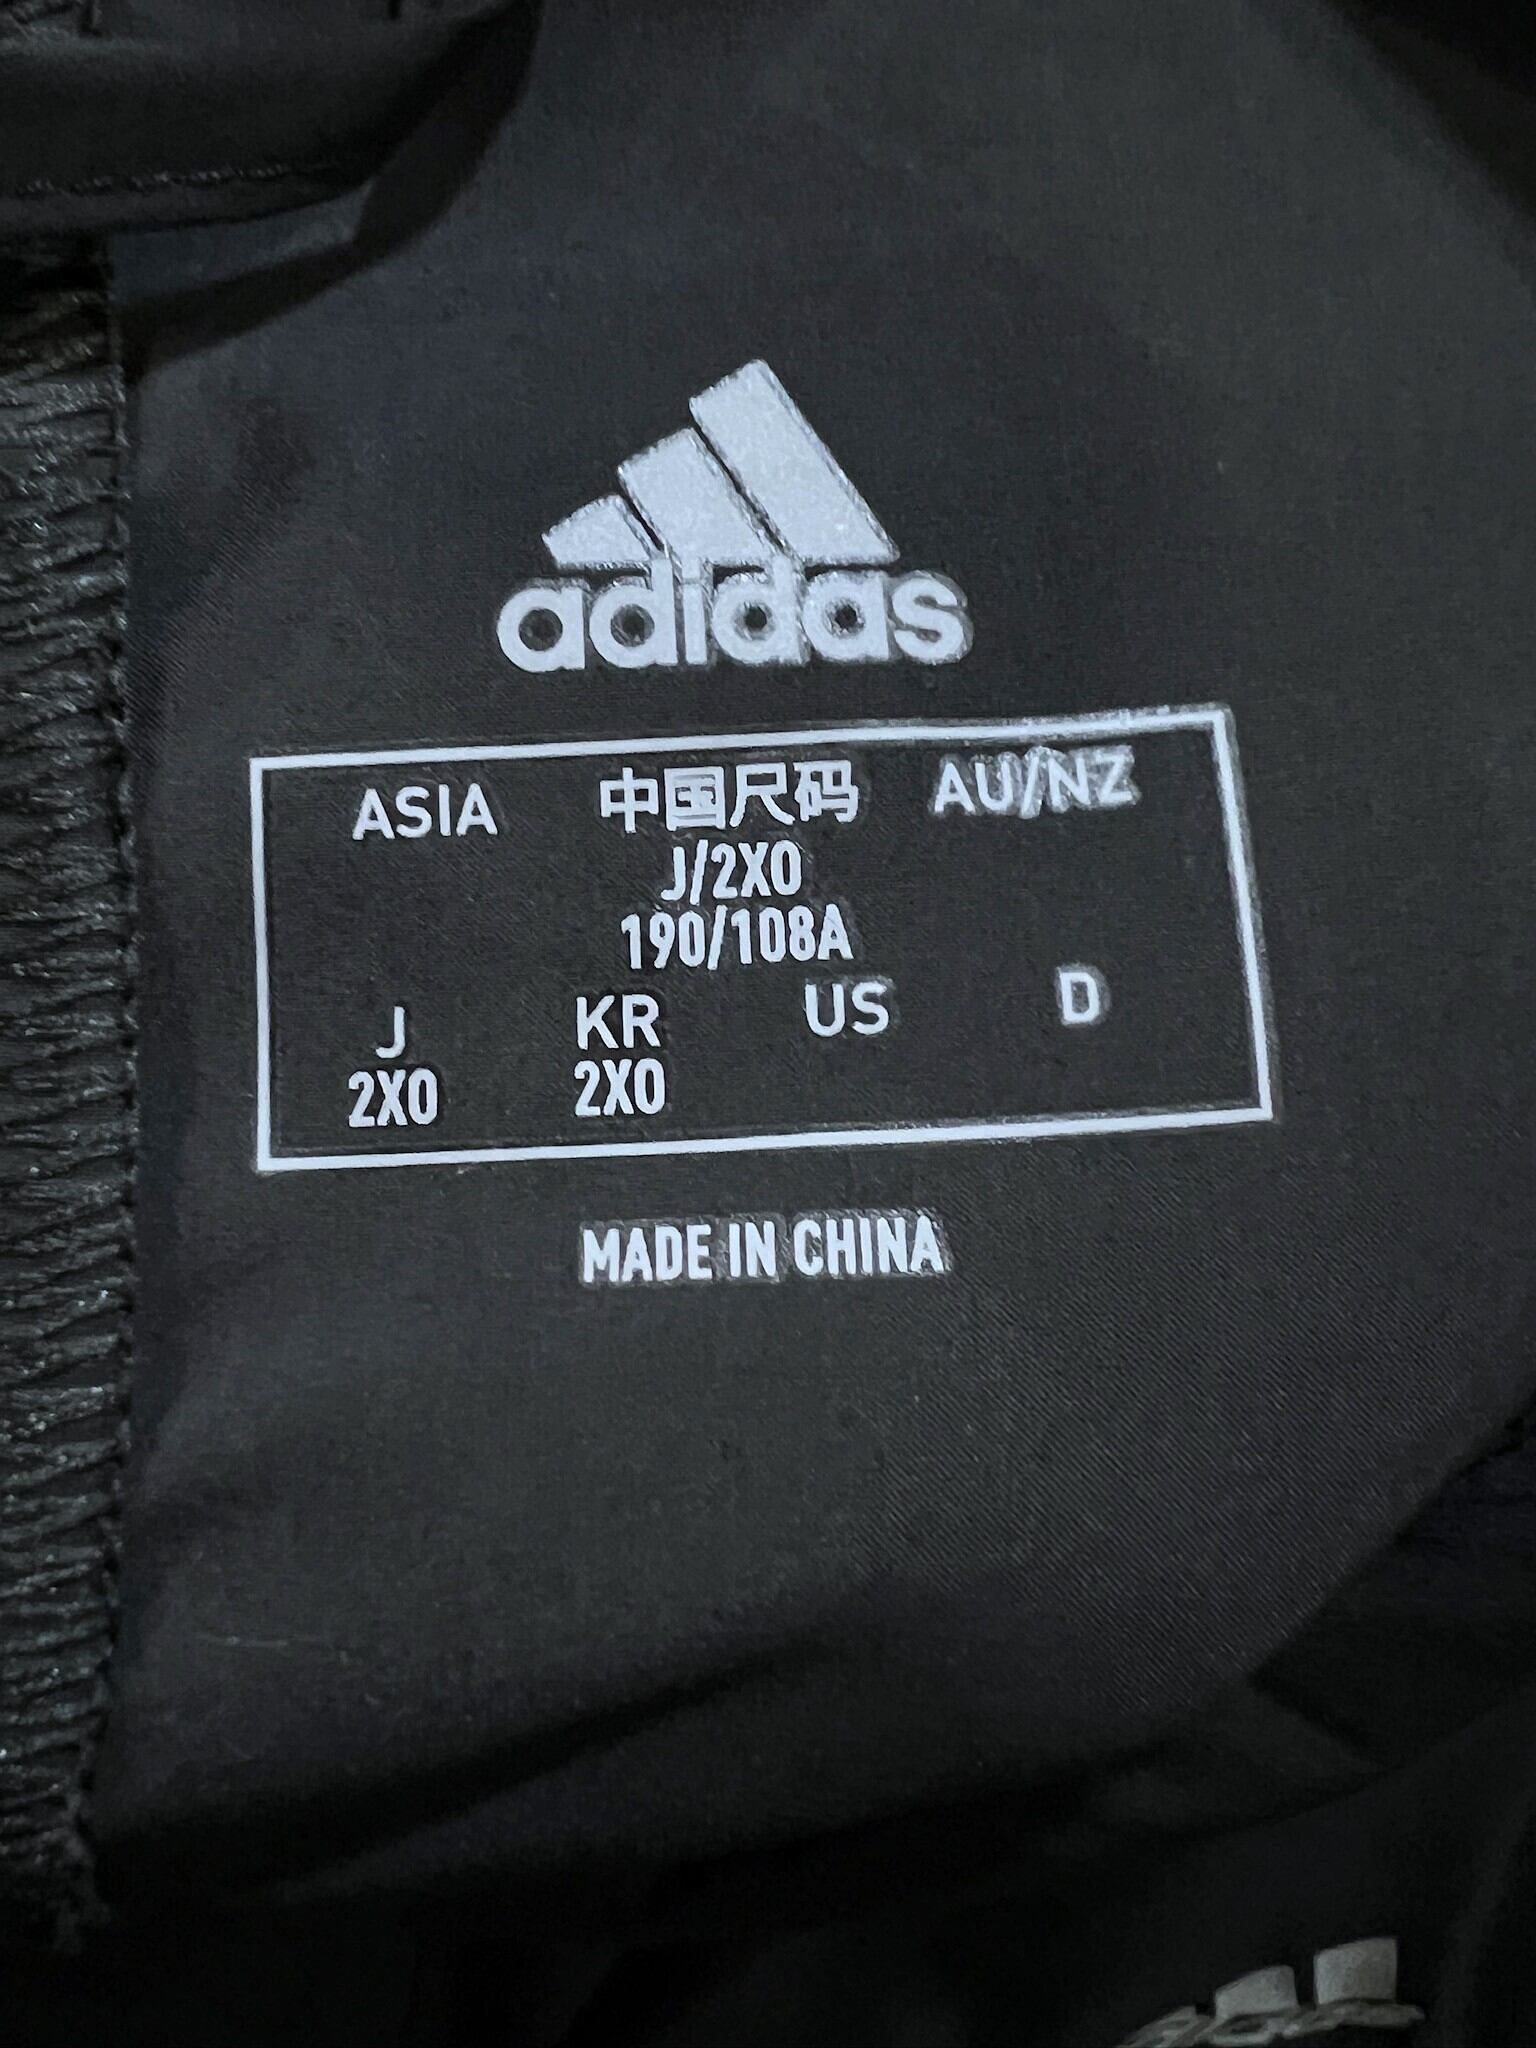 adidas
ASIA 中国尺码 AU/NZ
J/2XO
190/108A
J KR US D
2XO 2XO
MADE IN CHINA